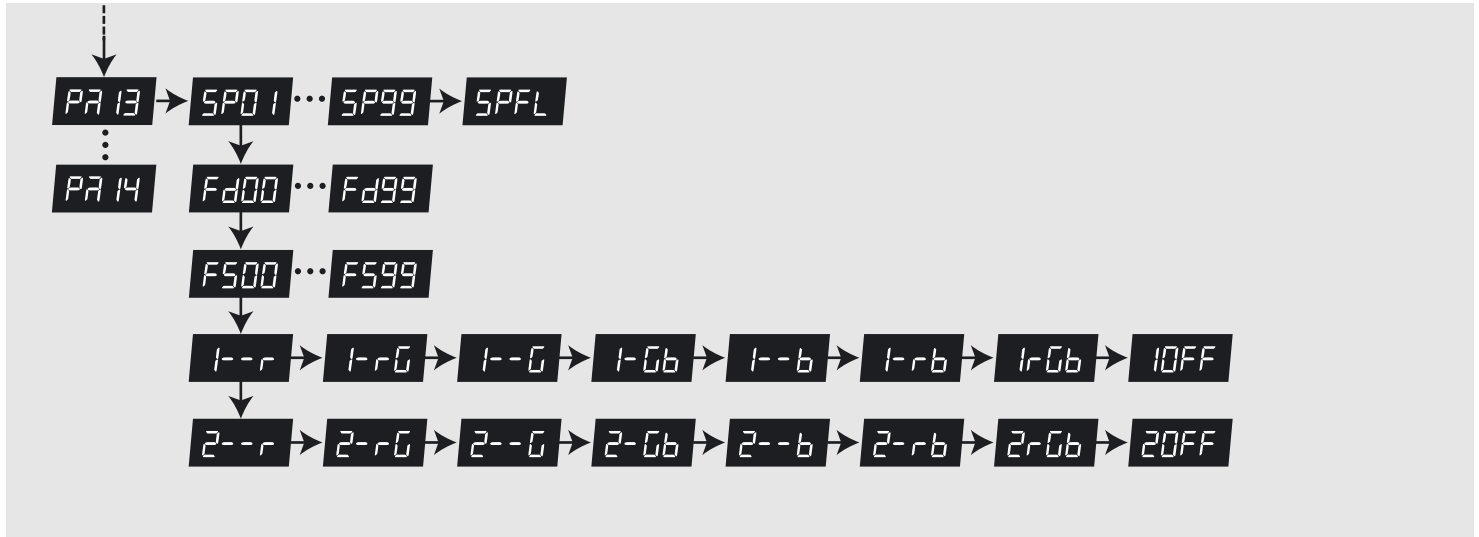 PA13 SP01 ... SP99 SPFL
PA14 Fd00 ... Fd99
FS00 ... FS99
1--r 1-rG 1--G 1-Gb 1--b 1-rb 1rGb 1OFF
2--r 2-rG 2--G 2-Gb 2--b 2-rb 2rGb 2OFF